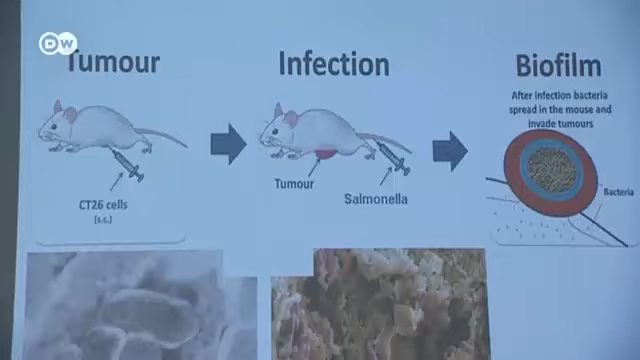 DW
Tumour
Infection
Biofilm
After infection bacteria
spread in the mouse and
invade tumours
Tumour
CT26 cells
(s.c.)
Salmonella
Bacteria